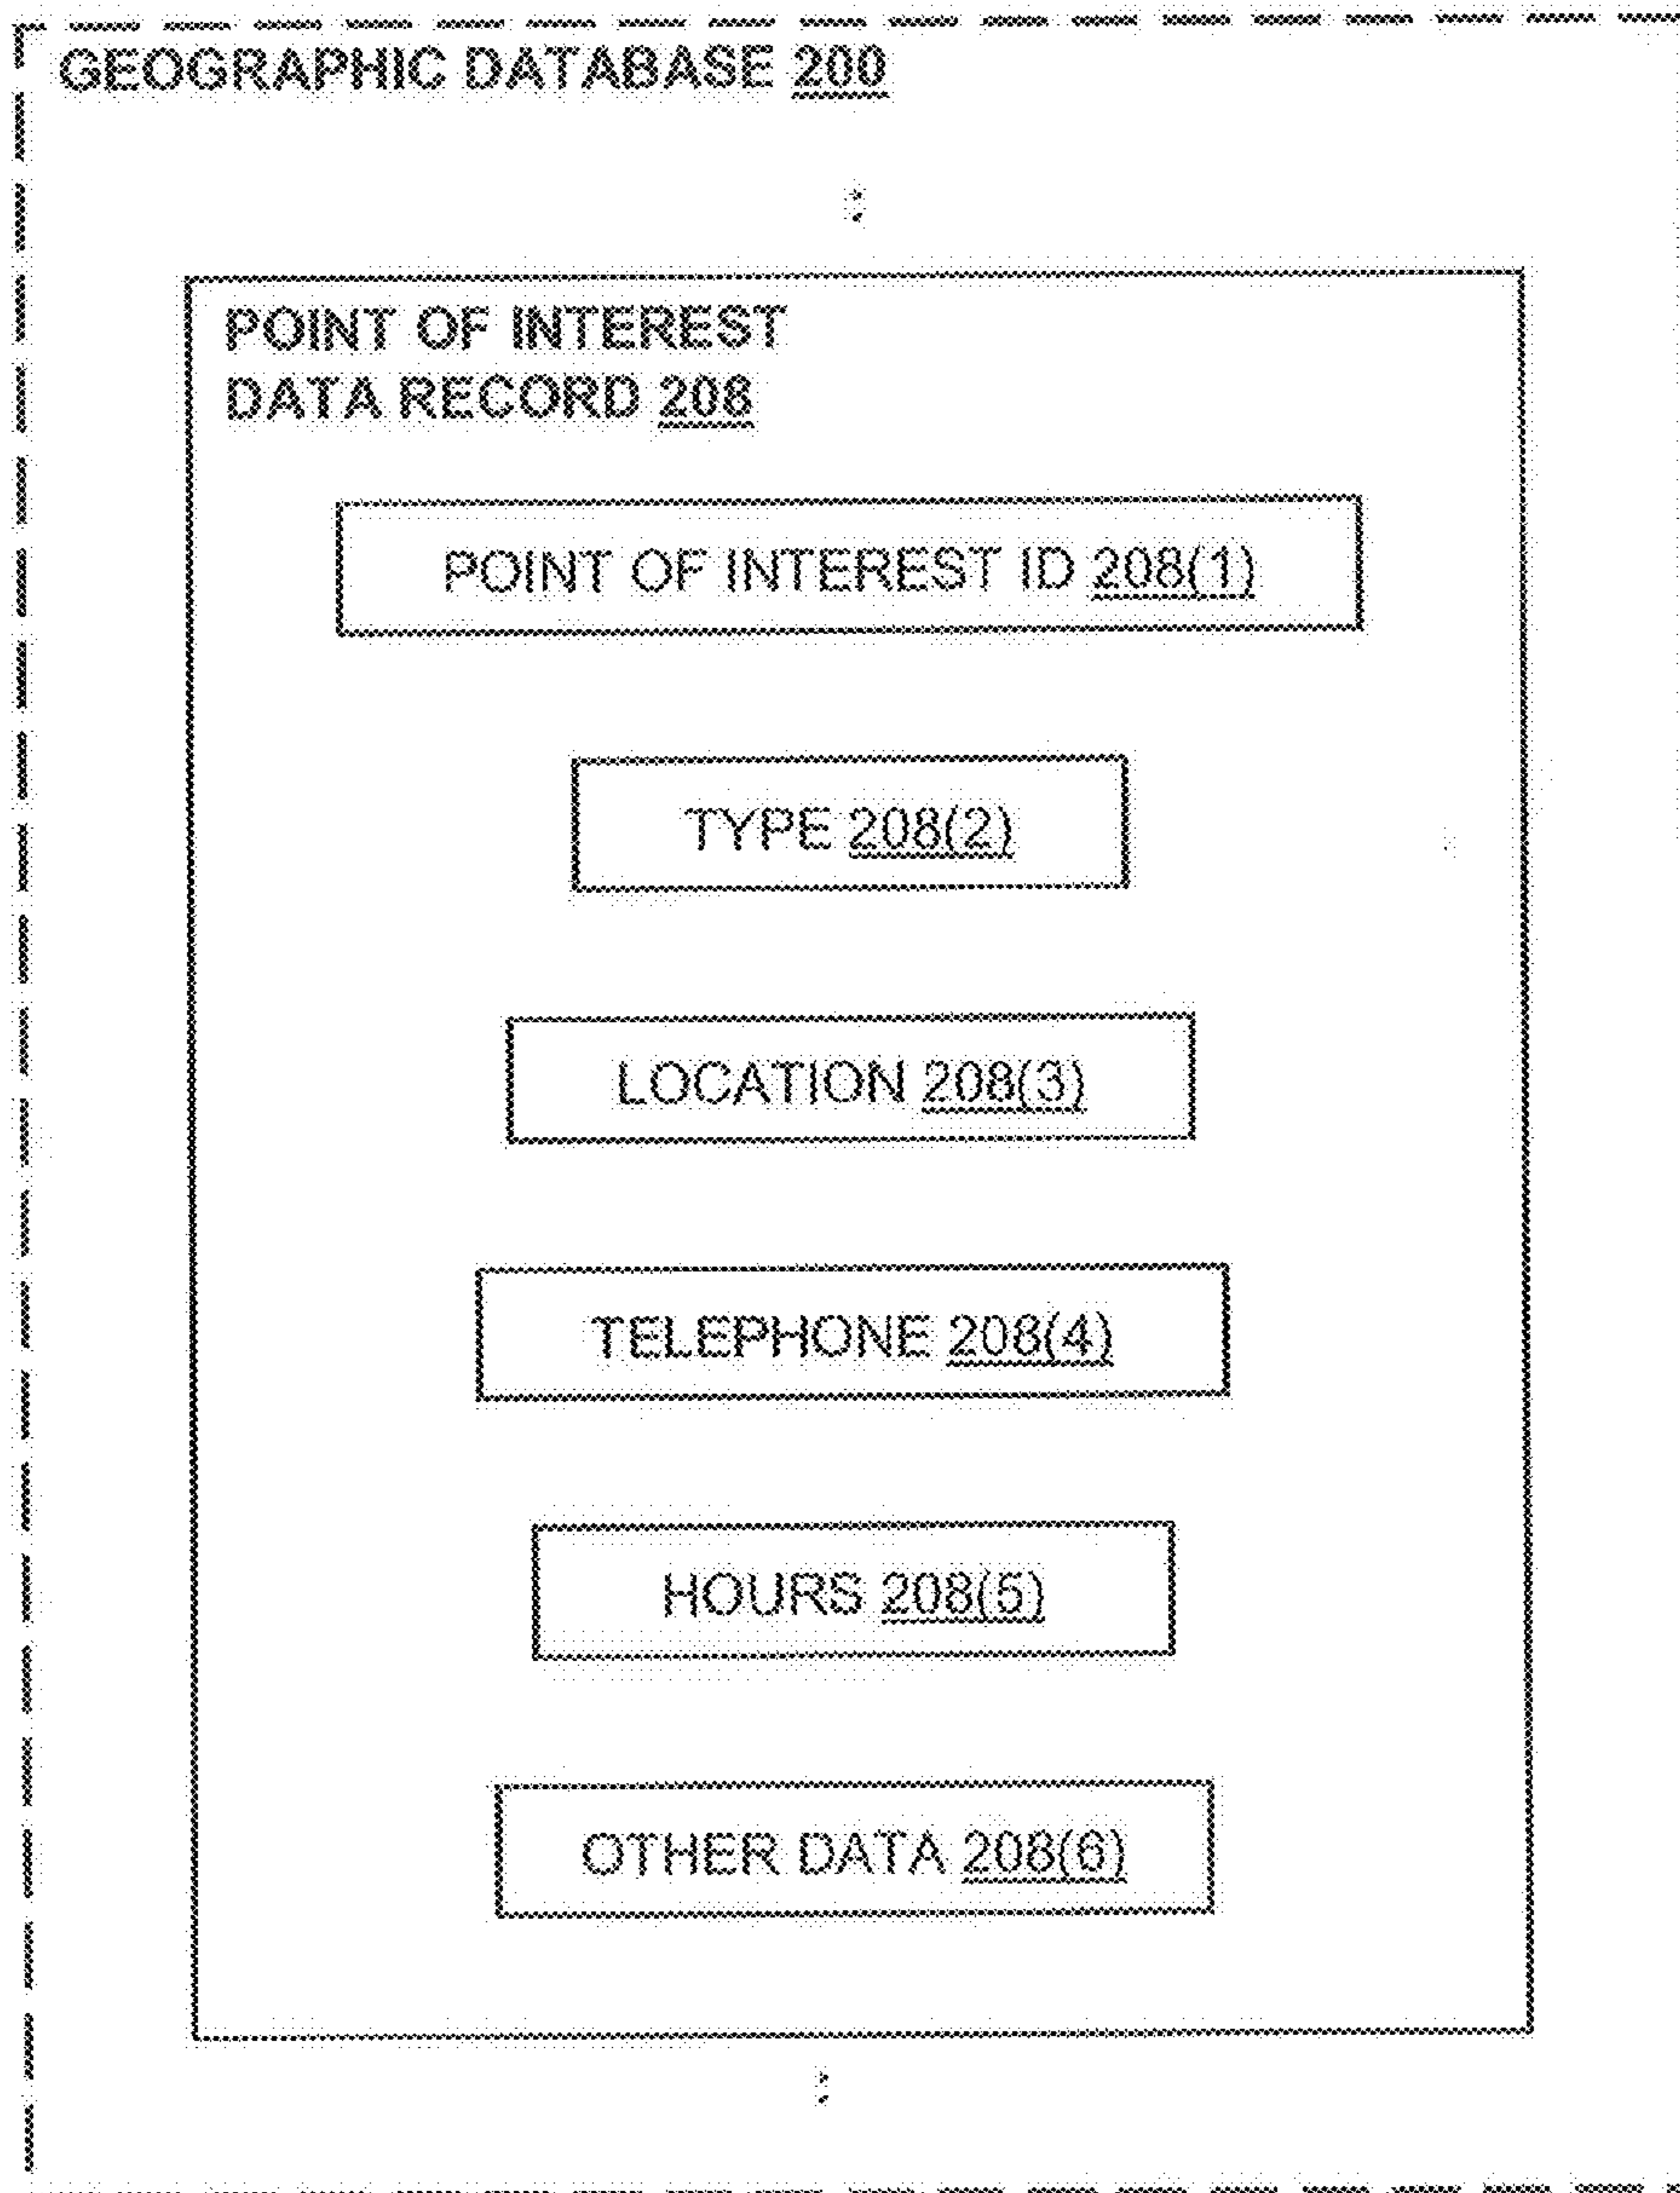 GEOGRAPHIC DATABASE 200
POINT OF INTEREST
DATA RECORD 208
POINT OF INTEREST ID 208(1)
TYPE 208(2)
LOCATION 208(3)
TELEPHONE 208(4)
HOURS 208(5)
OTHER DATA 208(6)